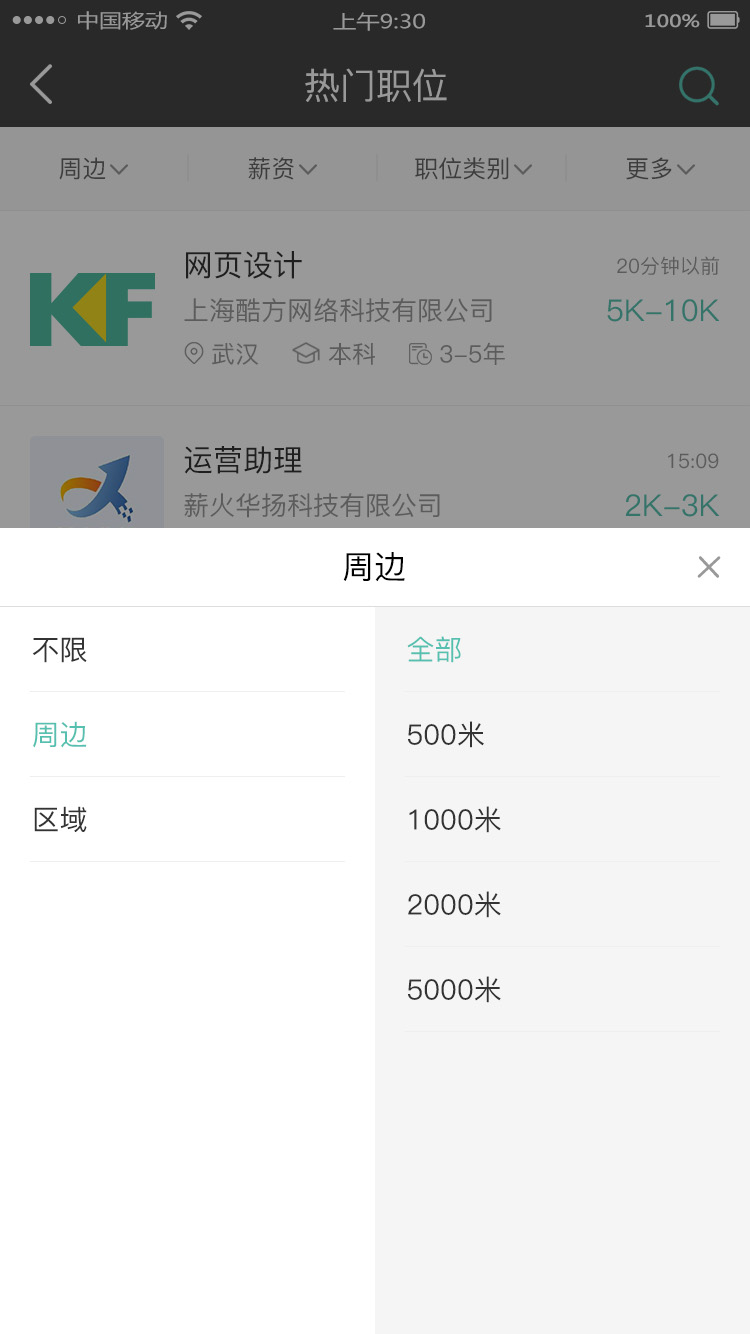 中国移动 上午9:30 100%
热门职位
周边 薪资 职位类别 更多
KF
网页设计 20分钟以前
上海酷方网络科技有限公司 5K-10K
武汉 本科 3-5年
运营助理 15:09
薪火华扬科技有限公司 2K-3K
周边
不限 全部
周边 500米
区域 1000米
2000米
5000米